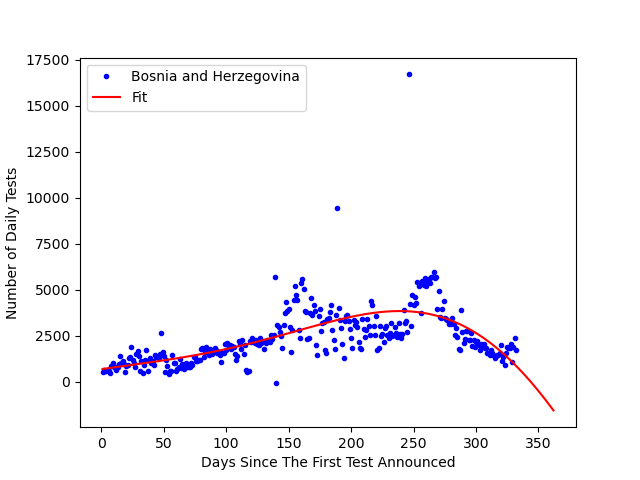 17500
15000
12500
10000
7500
5000
2500
0
0 50 100 150 200 250 300 350
Number of Daily Tests
Days Since The First Test Announced
Bosnia and Herzegovina
Fit